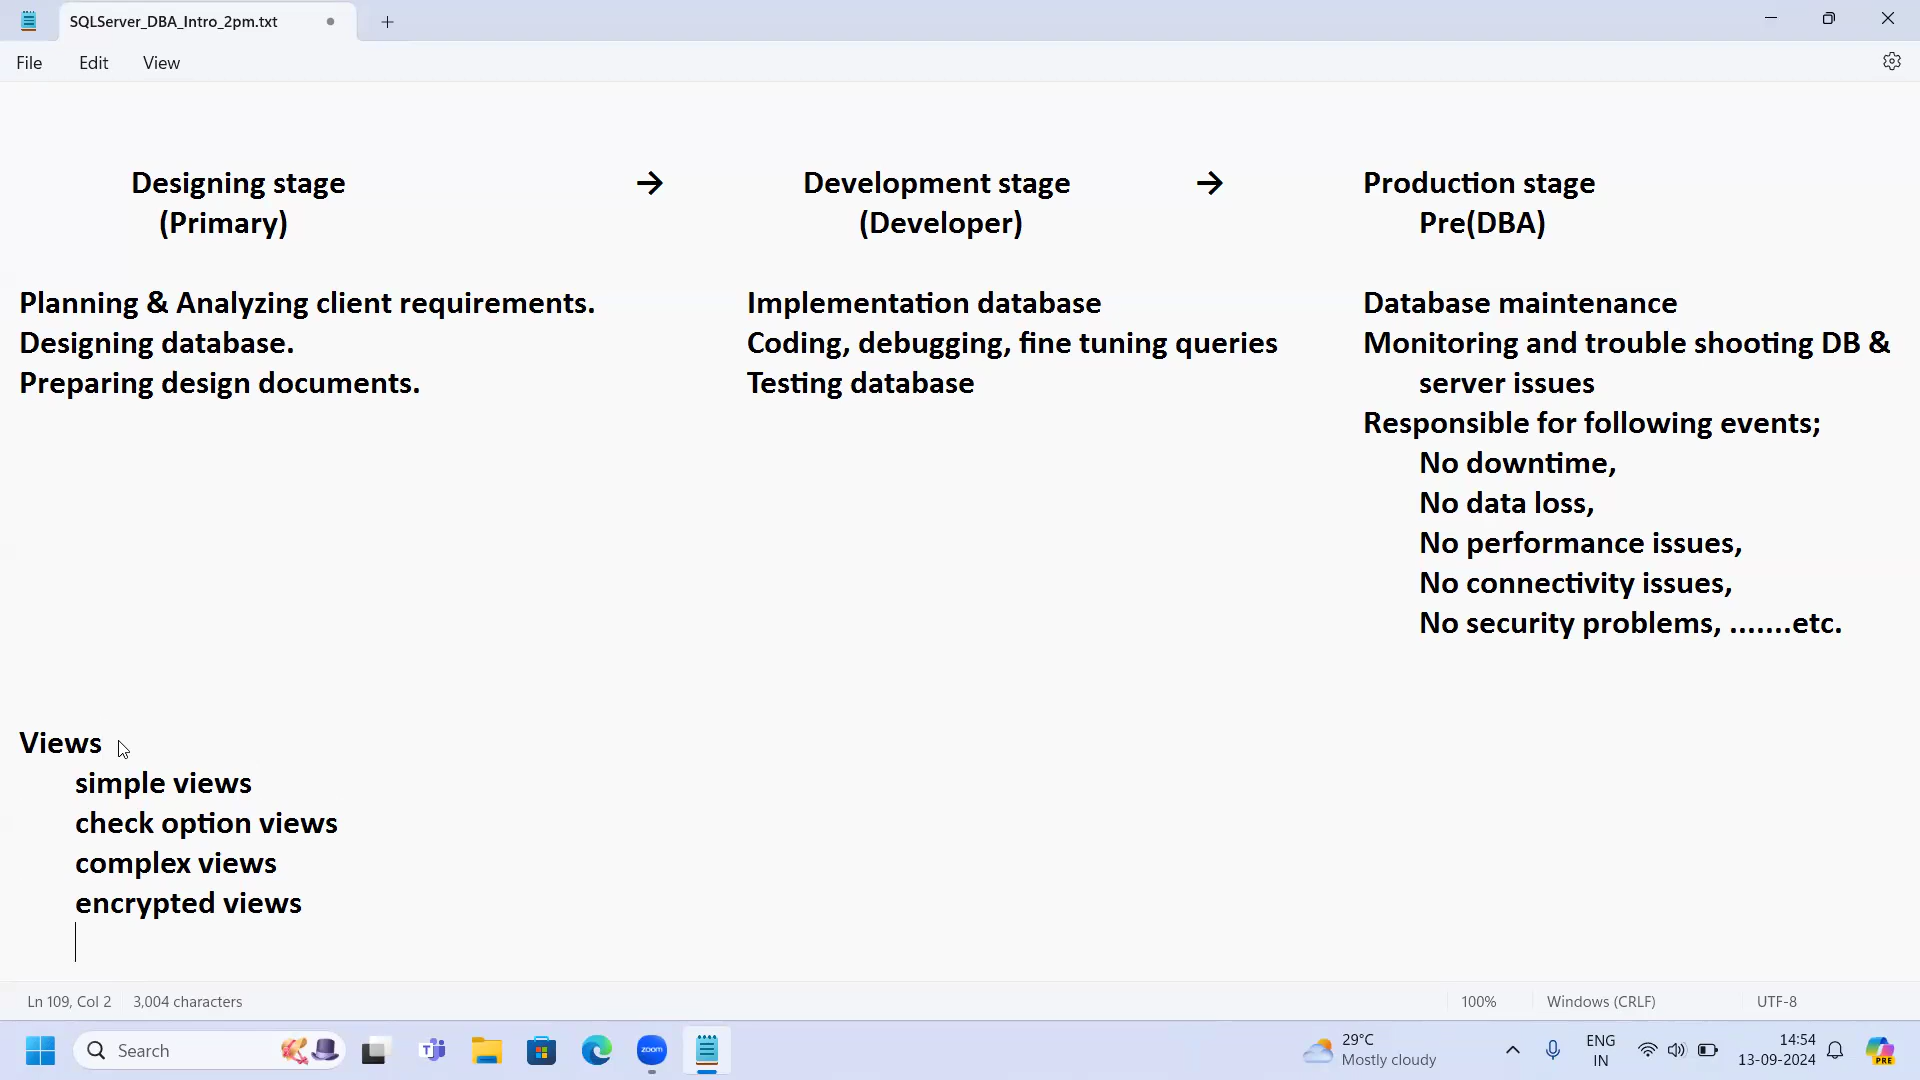 SQLServer_DBA_Intro_2pm.txt
File Edit View
Designing stage → Development stage → Production stage
(Primary) (Developer) Pre(DBA)
Planning & Analyzing client requirements. Implementation database Database maintenance
Designing database. Coding, debugging, fine tuning queries Monitoring and trouble shooting DB &
Preparing design documents. Testing database server issues
Responsible for following events;
No downtime,
No data loss,
No performance issues,
No connectivity issues,
No security problems, .......etc.
Views
simple views
check option views
complex views
encrypted views
Ln 109, Col 2 3,004 characters 100% Windows (CRLF) UTF-8
Search zoom 29°C ENG 14:54
Mostly cloudy IN 13-09-2024 PRE